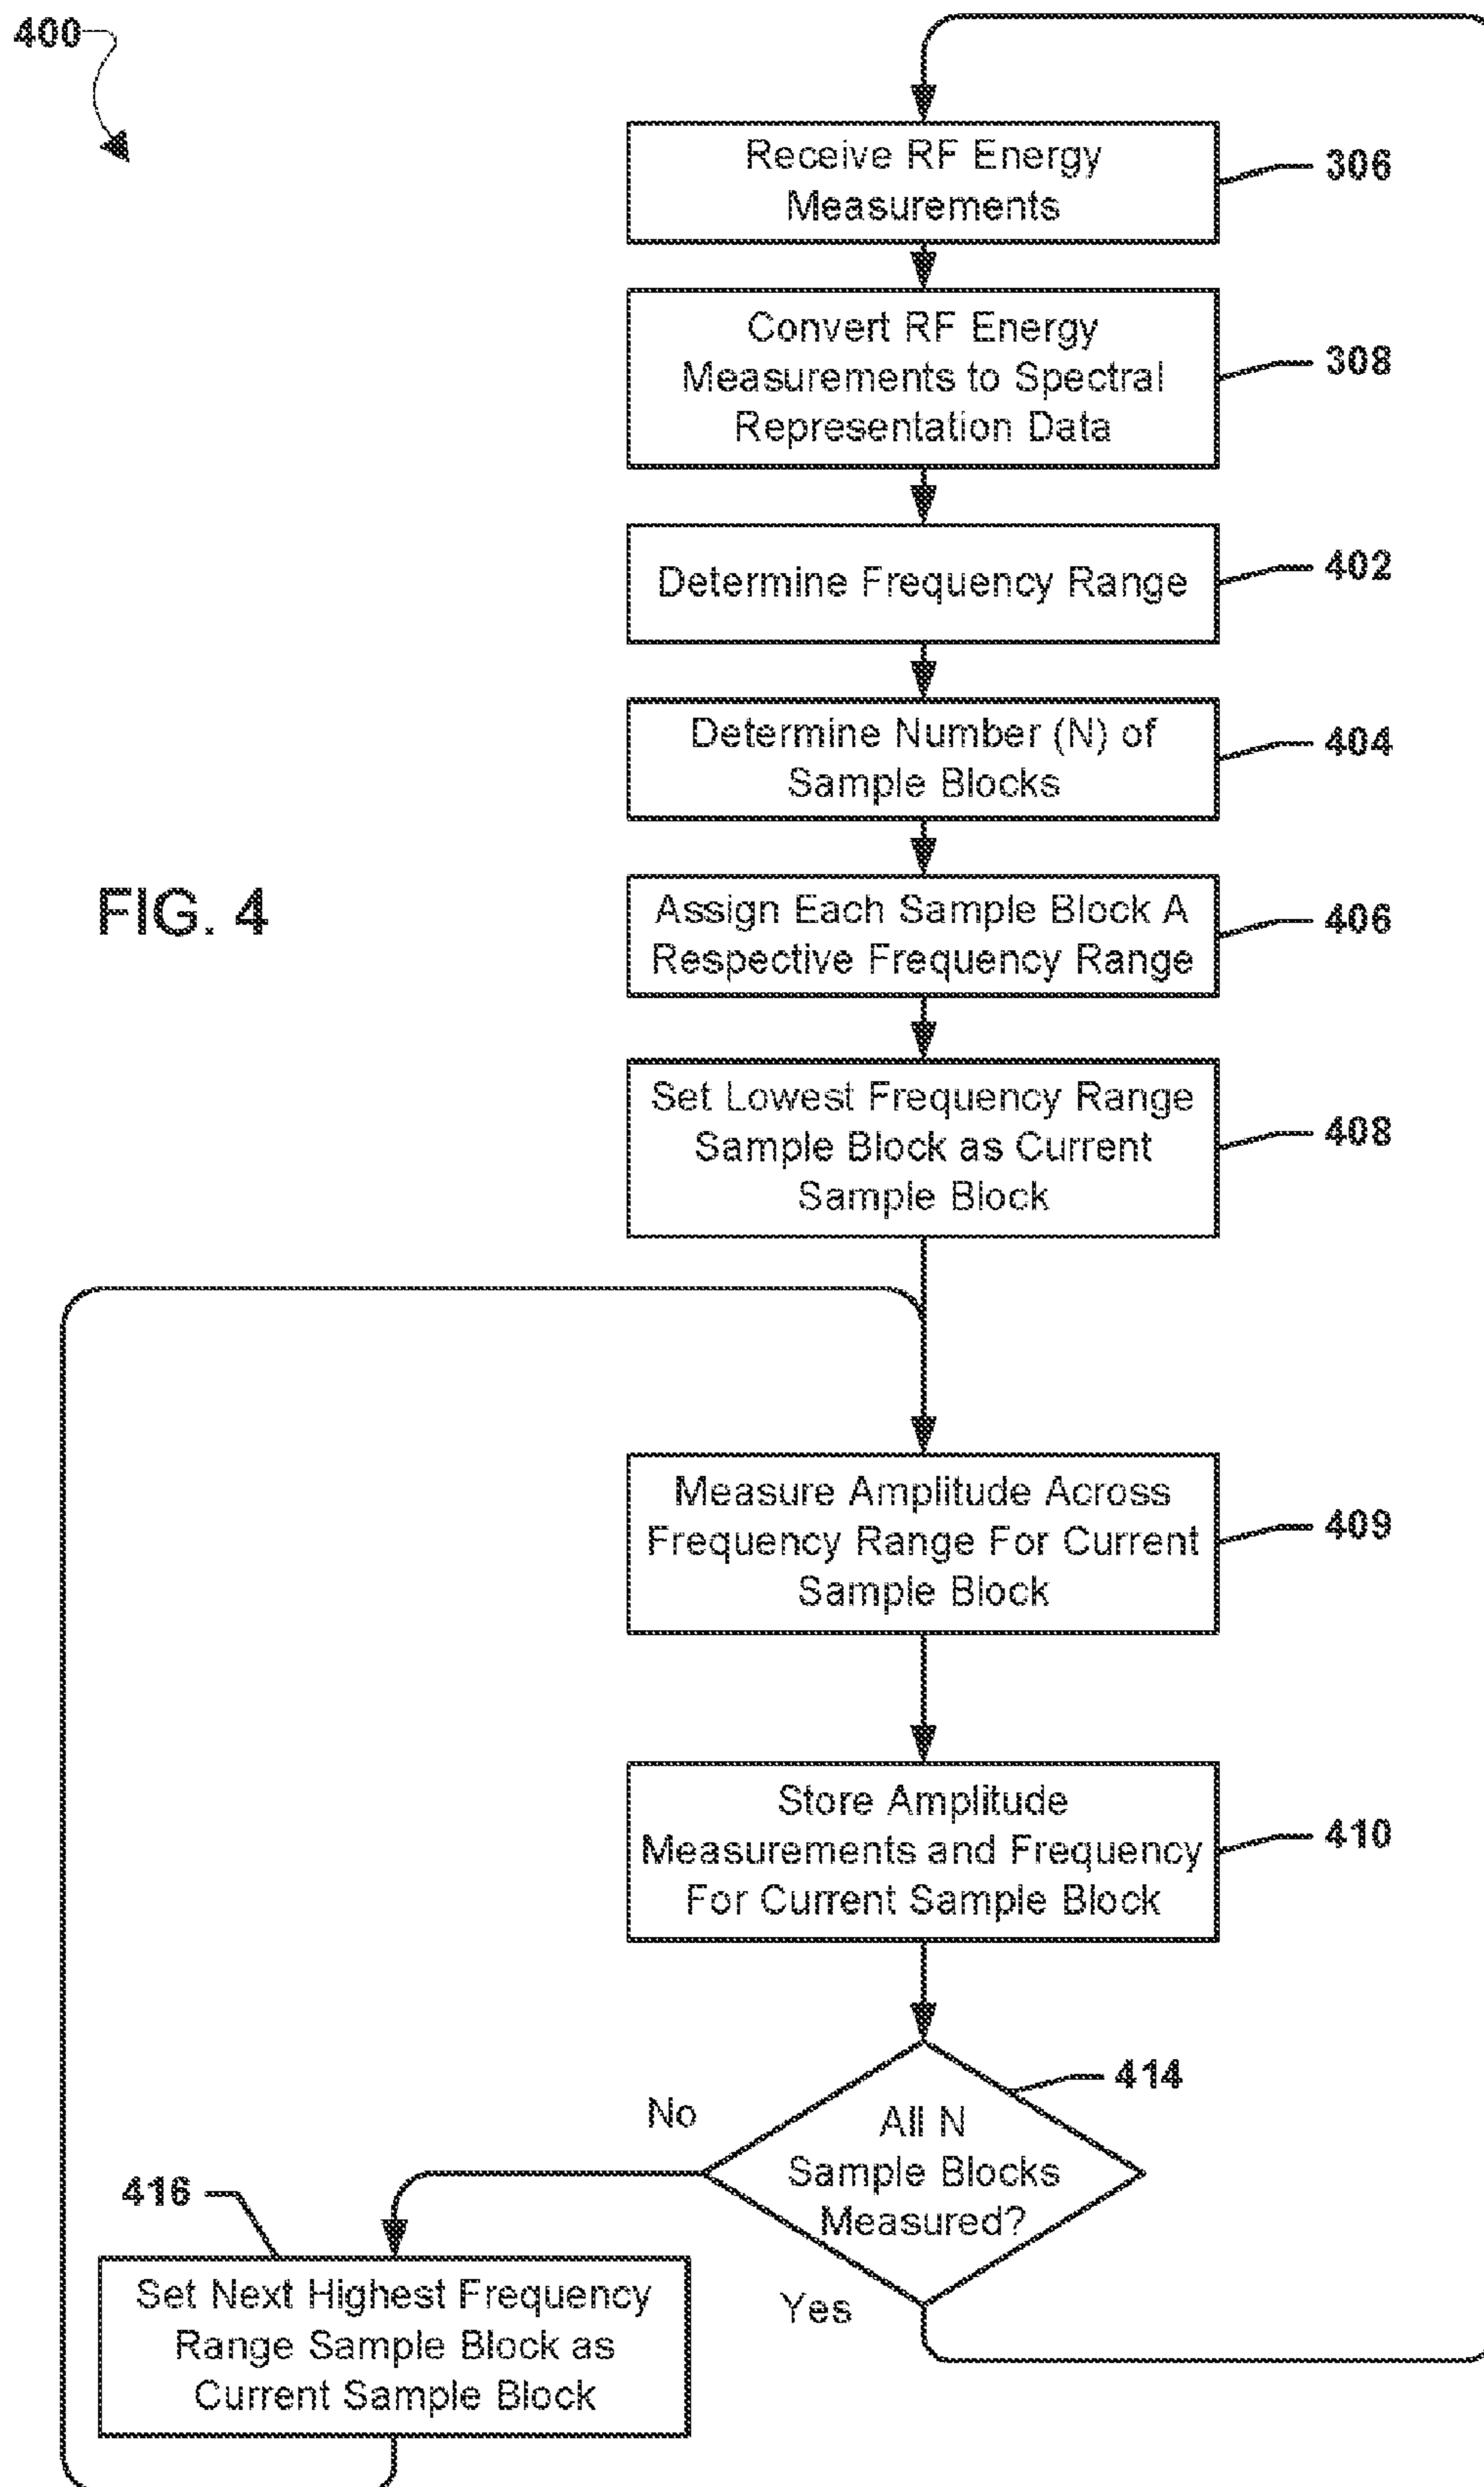 400
Receive RF Energy
Measurements
306
Convert RF Energy
Measurements to Spectral
Representation Data
308
Determine Frequency Range
402
Determine Number (N) of
Sample Blocks
404
FIG. 4
Assign Each Sample Block A
Respective Frequency Range
406
Set Lowest Frequency Range
Sample Block as Current
Sample Block
408
Measure Amplitude Across
Frequency Range For Current
Sample Block
409
Store Amplitude
Measurements and Frequency
For Current Sample Block
410
414
No
All N
Sample Blocks
Measured?
416
Yes
Set Next Highest Frequency
Range Sample Block as
Current Sample Block